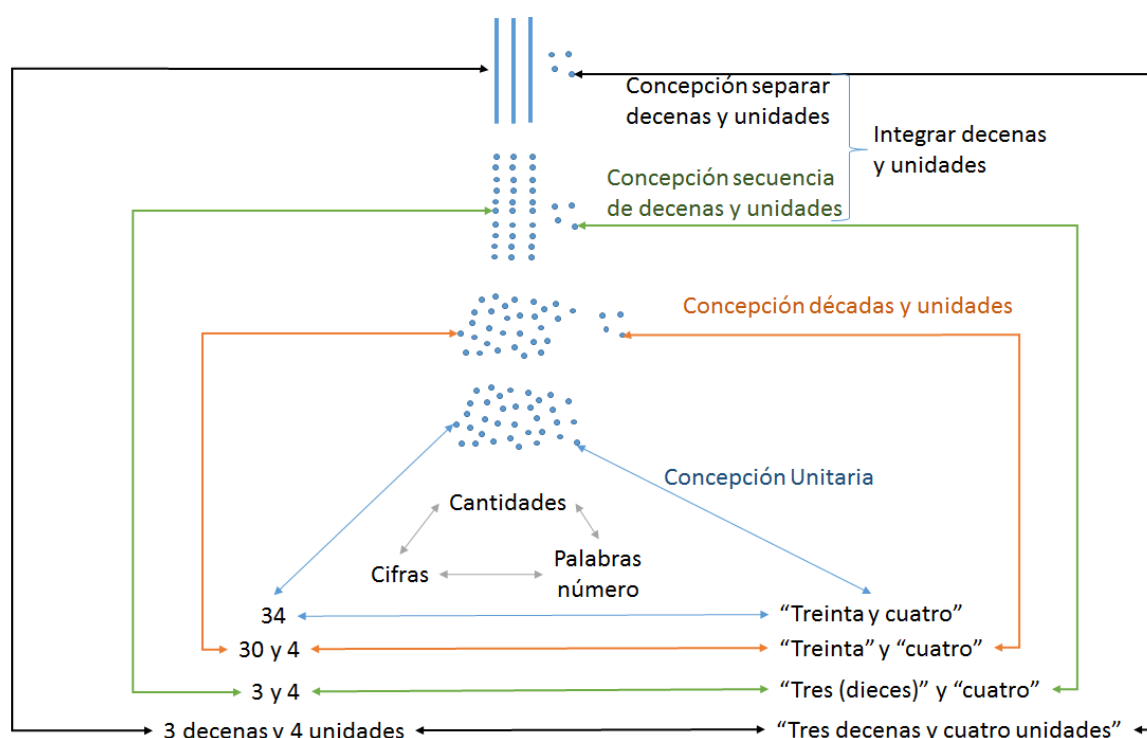 Concepción separar
decenas y unidades
Integrar decenas
y unidades
Concepción secuencia
de decenas y unidades
Concepción décadas y unidades
Concepción Unitaria
Cantidades
Cifras
Palabras
número
34
“Treinta y cuatro”
30 y 4
“Treinta” y “cuatro”
3 y 4
“Tres (dieces)” y “cuatro”
3 decenas y 4 unidades
“Tres decenas y cuatro unidades”